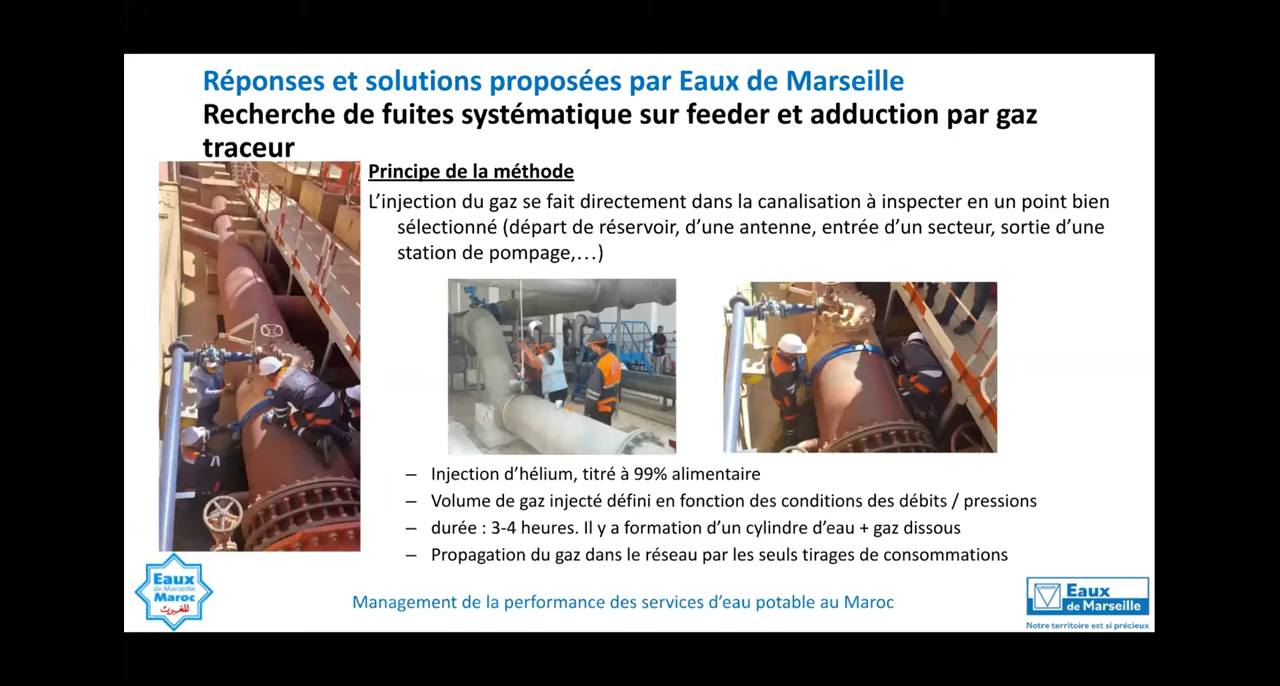 Réponses et solutions proposées par Eaux de Marseille
Recherche de fuites systématique sur feeder et adduction par gaz
traceur
Principe de la méthode
L’injection du gaz se fait directement dans la canalisation à inspecter en un point bien
sélectionné (départ de réservoir, d’une antenne, entrée d’un secteur, sortie d’une
station de pompage,…)
– Injection d’hélium, titré à 99% alimentaire
– Volume de gaz injecté défini en fonction des conditions des débits / pressions
– durée : 3-4 heures. Il y a formation d’un cylindre d’eau + gaz dissous
– Propagation du gaz dans le réseau par les seuls tirages de consommations
Eaux
de Marseille
Maroc
Management de la performance des services d’eau potable au Maroc
Eaux
de Marseille
Notre territoire est si précieux